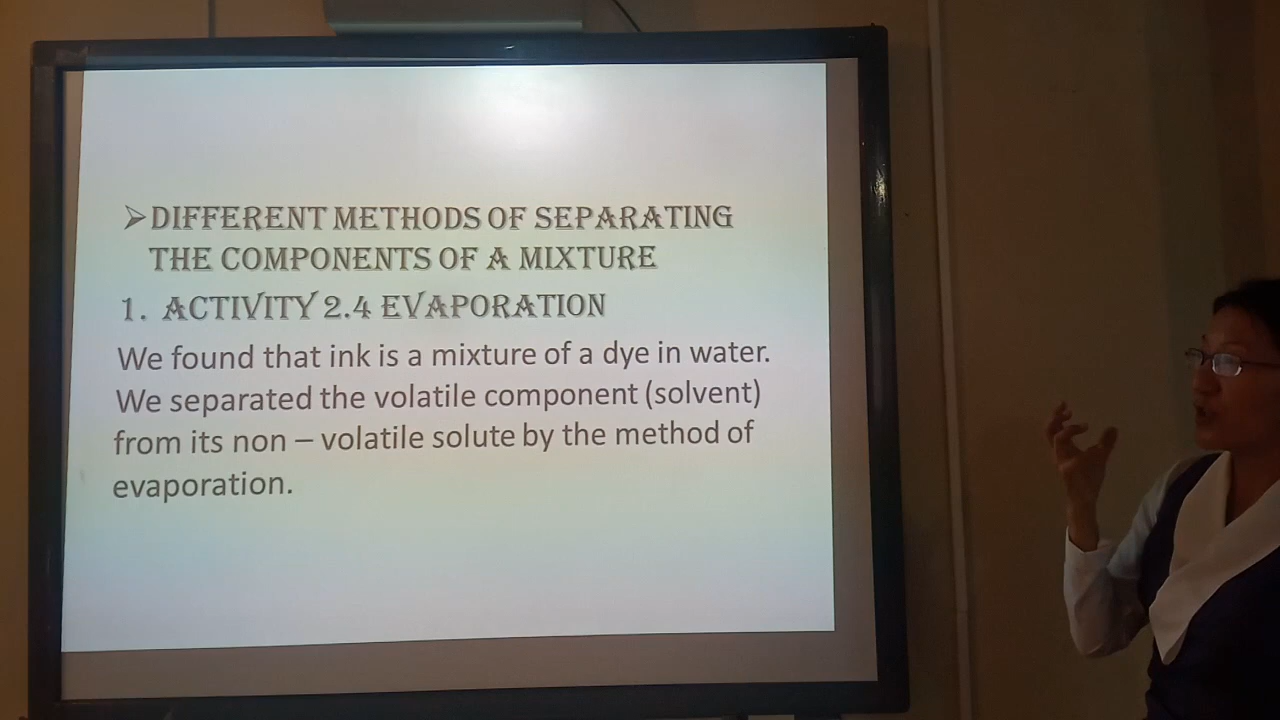 ➢DIFFERENT METHODS OF SEPARATING
THE COMPONENTS OF A MIXTURE
1. ACTIVITY 2.4 EVAPORATION
We found that ink is a mixture of a dye in water.
We separated the volatile component (solvent)
from its non – volatile solute by the method of
evaporation.